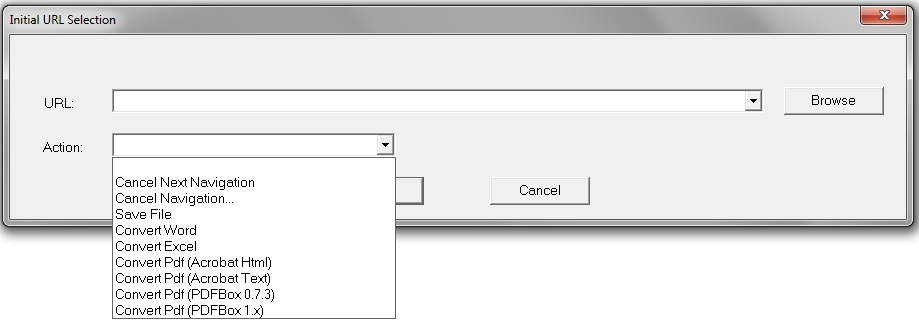 Initial URL Selection
URL:
Browse
Action:
Cancel Next Navigation
Cancel Navigation...
Cancel
Save File
Convert Word
Convert Excel
Convert Pdf (Acrobat Html)
Convert Pdf (Acrobat Text)
Convert Pdf (PDFBox 0.7.3)
Convert Pdf (PDFBox 1.x)